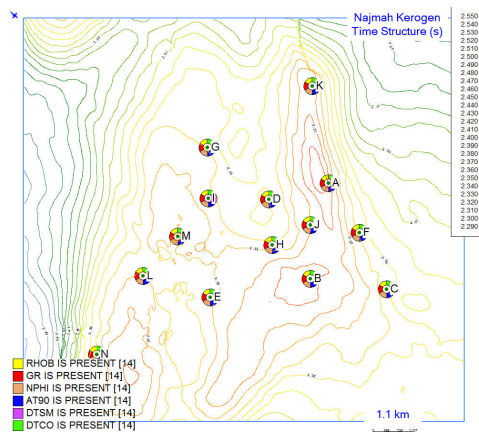 Najmah Kerogen
Time Structure (s)
2.550
2.530
2.520
2.510
2.500
2.490
2.480
2.470
2.460
2.450
2.440
2.430
2.420
2.410
2.400
2.390
2.380
2.370
2.360
2.350
2.340
2.330
2.320
2.310
2.300
2.290
K
G
A
I
D
J
F
M
H
L
B
E
C
N
RHOB IS PRESENT [14]
GR IS PRESENT [14]
NPHI IS PRESENT [14]
AT90 IS PRESENT [14]
DTSM IS PRESENT [14]
DTCO IS PRESENT [14]
1.1 km